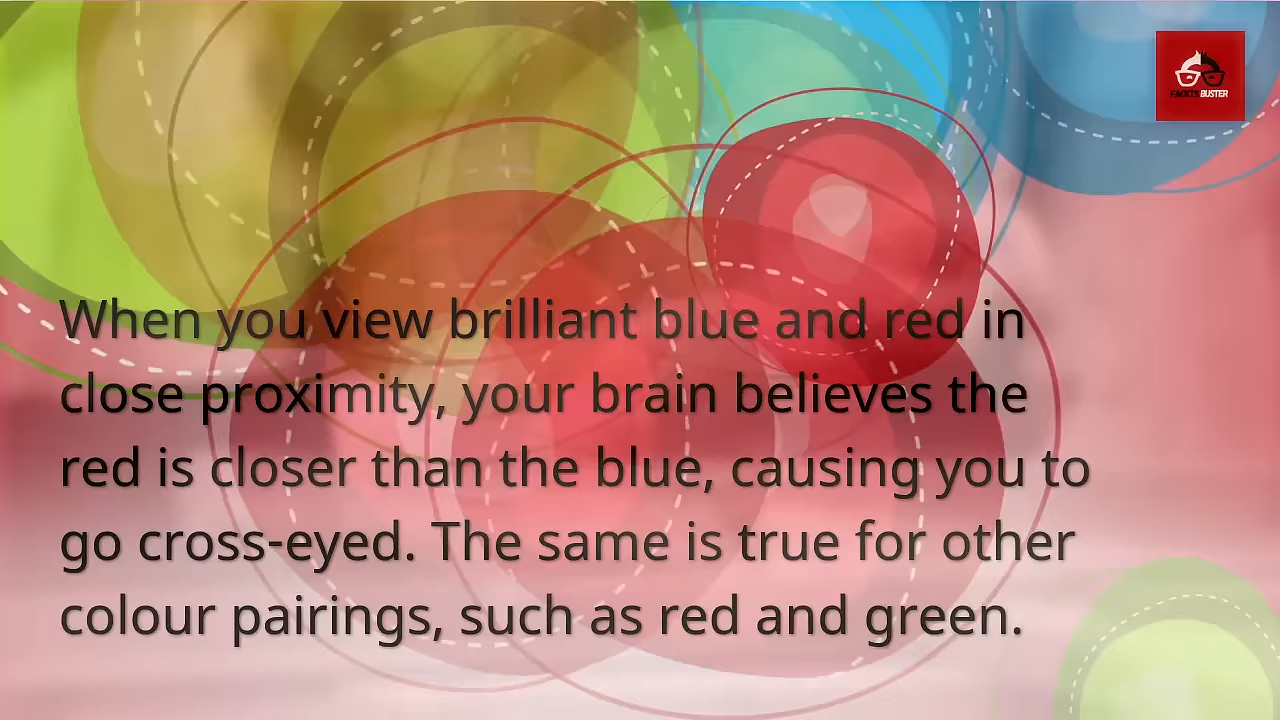 BUSTER
When you view brilliant blue and red in
close proximity, your brain believes the
red is closer than the blue, causing you to
go cross-eyed. The same is true for other
colour pairings, such as red and green.